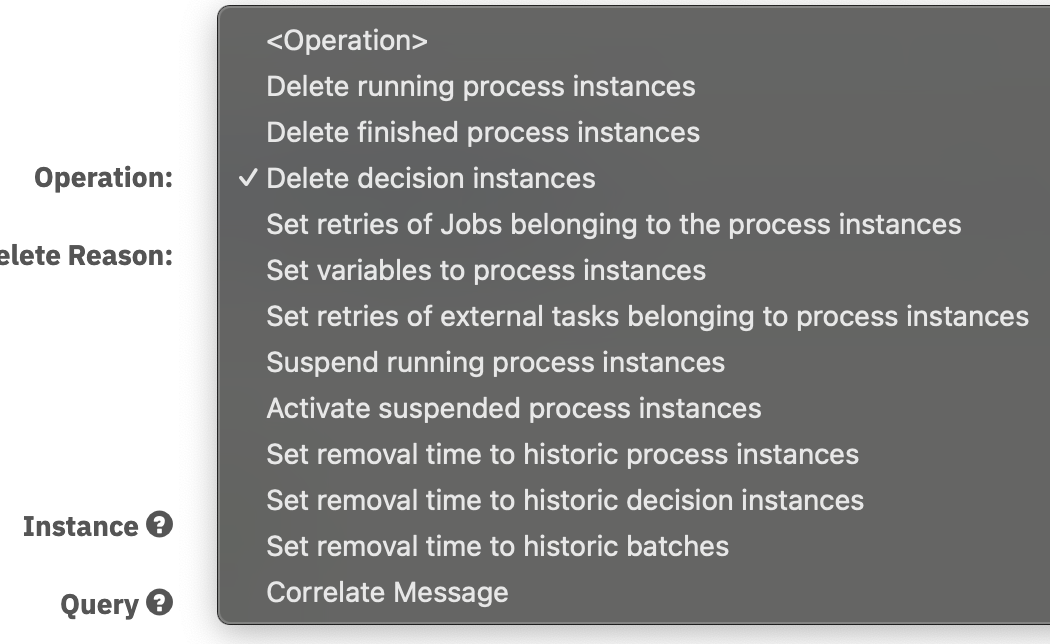 <Operation>
Delete running process instances
Delete finished process instances
Operation:
Delete decision instances
Set retries of Jobs belonging to the process instances
elete Reason:
Set variables to process instances
Set retries of external tasks belonging to process instances
Suspend running process instances
Activate suspended process instances
Set removal time to historic process instances
Set removal time to historic decision instances
Instance
Set removal time to historic batches
Correlate Message
Query